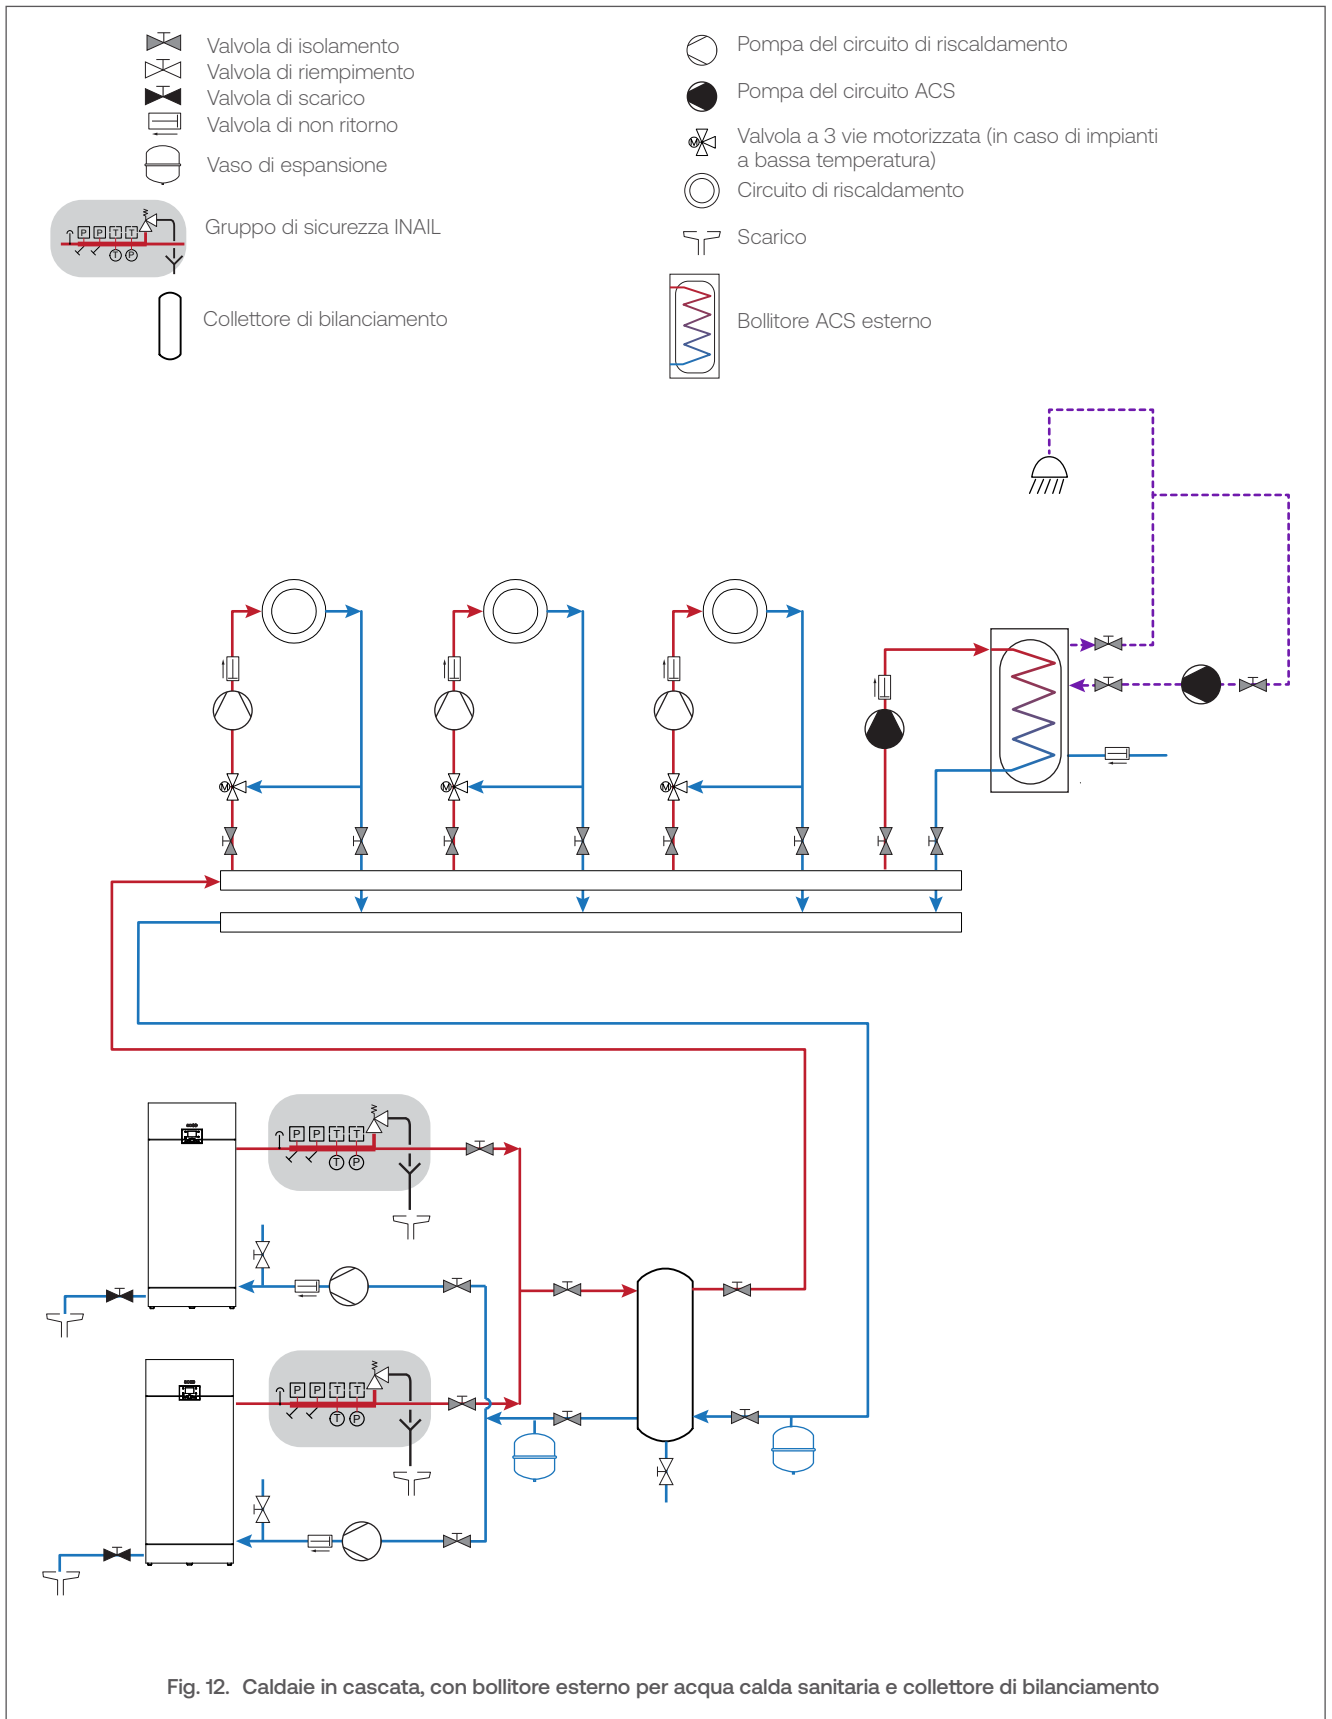 Valvola di isolamento
Valvola di riempimento
Valvola di scarico
Valvola di non ritorno
Vaso di espansione
P P T T
T P
Gruppo di sicurezza INAIL
Collettore di bilanciamento
Pompa del circuito di riscaldamento
Pompa del circuito ACS
M
Valvola a 3 vie motorizzata (in caso di impianti
a bassa temperatura)
Circuito di riscaldamento
Scarico
Bollitore ACS esterno
M
M
M
P P T T
T P
P P T T
T P
Fig. 12. Caldaie in cascata, con bollitore esterno per acqua calda sanitaria e collettore di bilanciamento